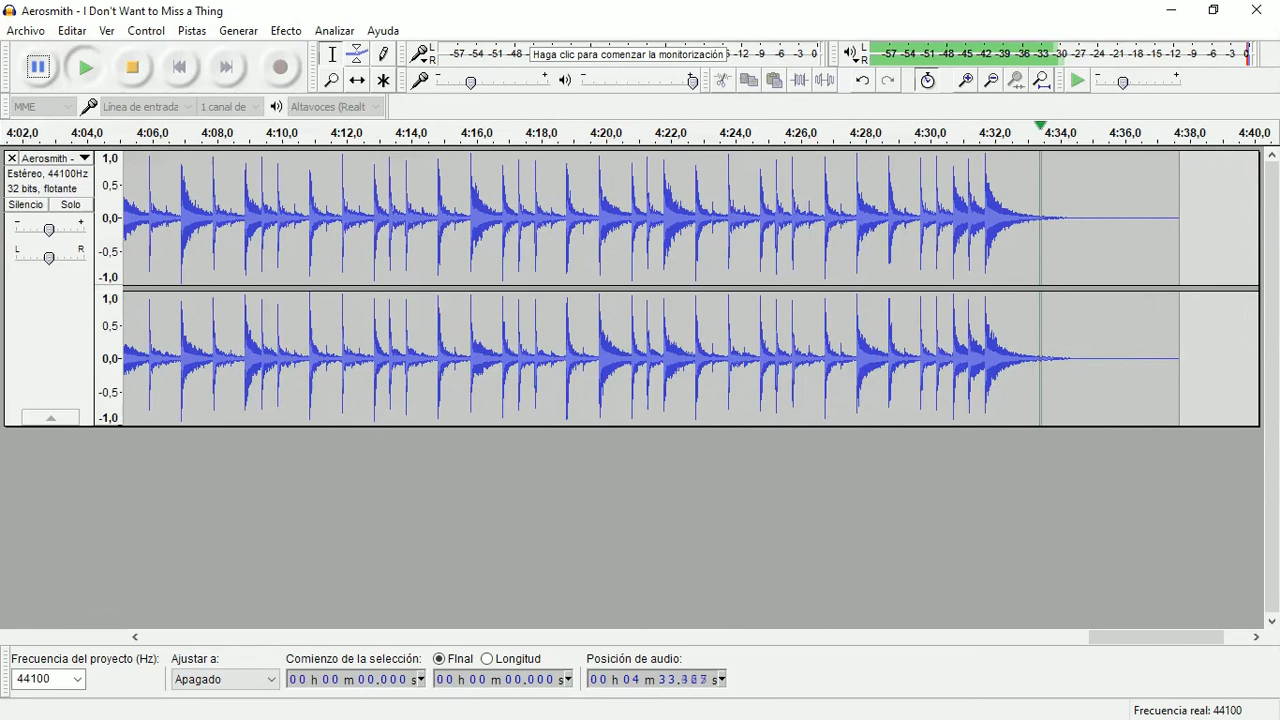 Aerosmith - I Don't Want to Miss a Thing
Archivo Editar Ver Control Pistas Generar Efecto Analizar Ayuda
L R -57 -54 -51 -48 Haga clic para comenzar la monitorización -12 -9 -6 -3 0
L R -57 -54 -51 -48 -45 -42 -39 -36 -33 -30 -27 -24 -21 -18 -15 -12 -9 -6 -3 0
- + - + - +
MME Línea de entrada 1 canal de Altavoces (Realt
4:02,0 4:04,0 4:06,0 4:08,0 4:10,0 4:12,0 4:14,0 4:16,0 4:18,0 4:20,0 4:22,0 4:24,0 4:26,0 4:28,0 4:30,0 4:32,0 4:34,0 4:36,0 4:38,0 4:40,0
Aerosmith -
Estéreo, 44100Hz
32 bits, flotante
Silencio Solo
- +
L R
1,0
0,5
0,0
-0,5
-1,0
1,0
0,5
0,0
-0,5
-1,0
Frecuencia del proyecto (Hz): Ajustar a: Comienzo de la selección: FInal Longitud Posición de audio:
44100 Apagado 00 h 00 m 00.000 s 00 h 00 m 00.000 s 00 h 04 m 33. s
Frecuencia real: 44100